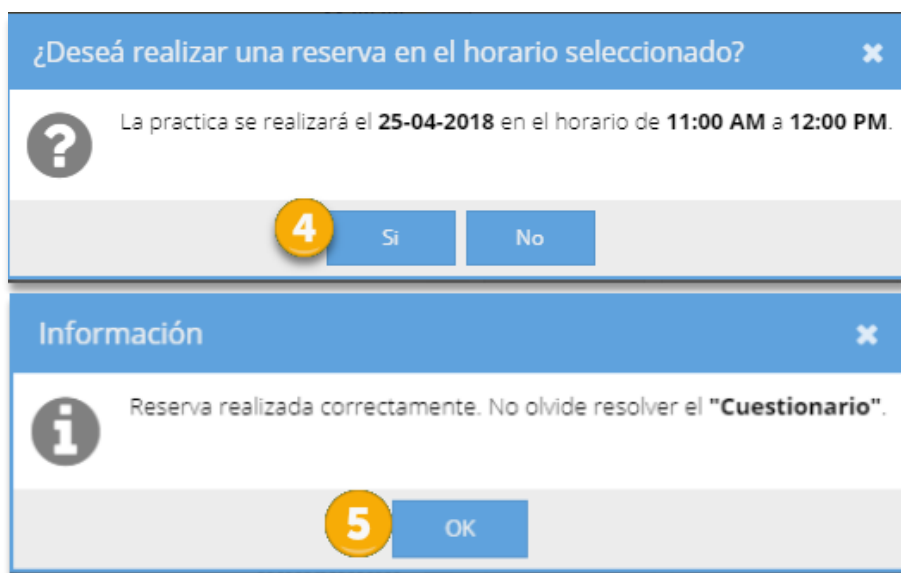 ¿Deseá realizar una reserva en el horario seleccionado?
La practica se realizará el 25-04-2018 en el horario de 11:00 AM a 12:00 PM.
4
Si
No
Información
Reserva realizada correctamente. No olvide resolver el "Cuestionario".
5
OK